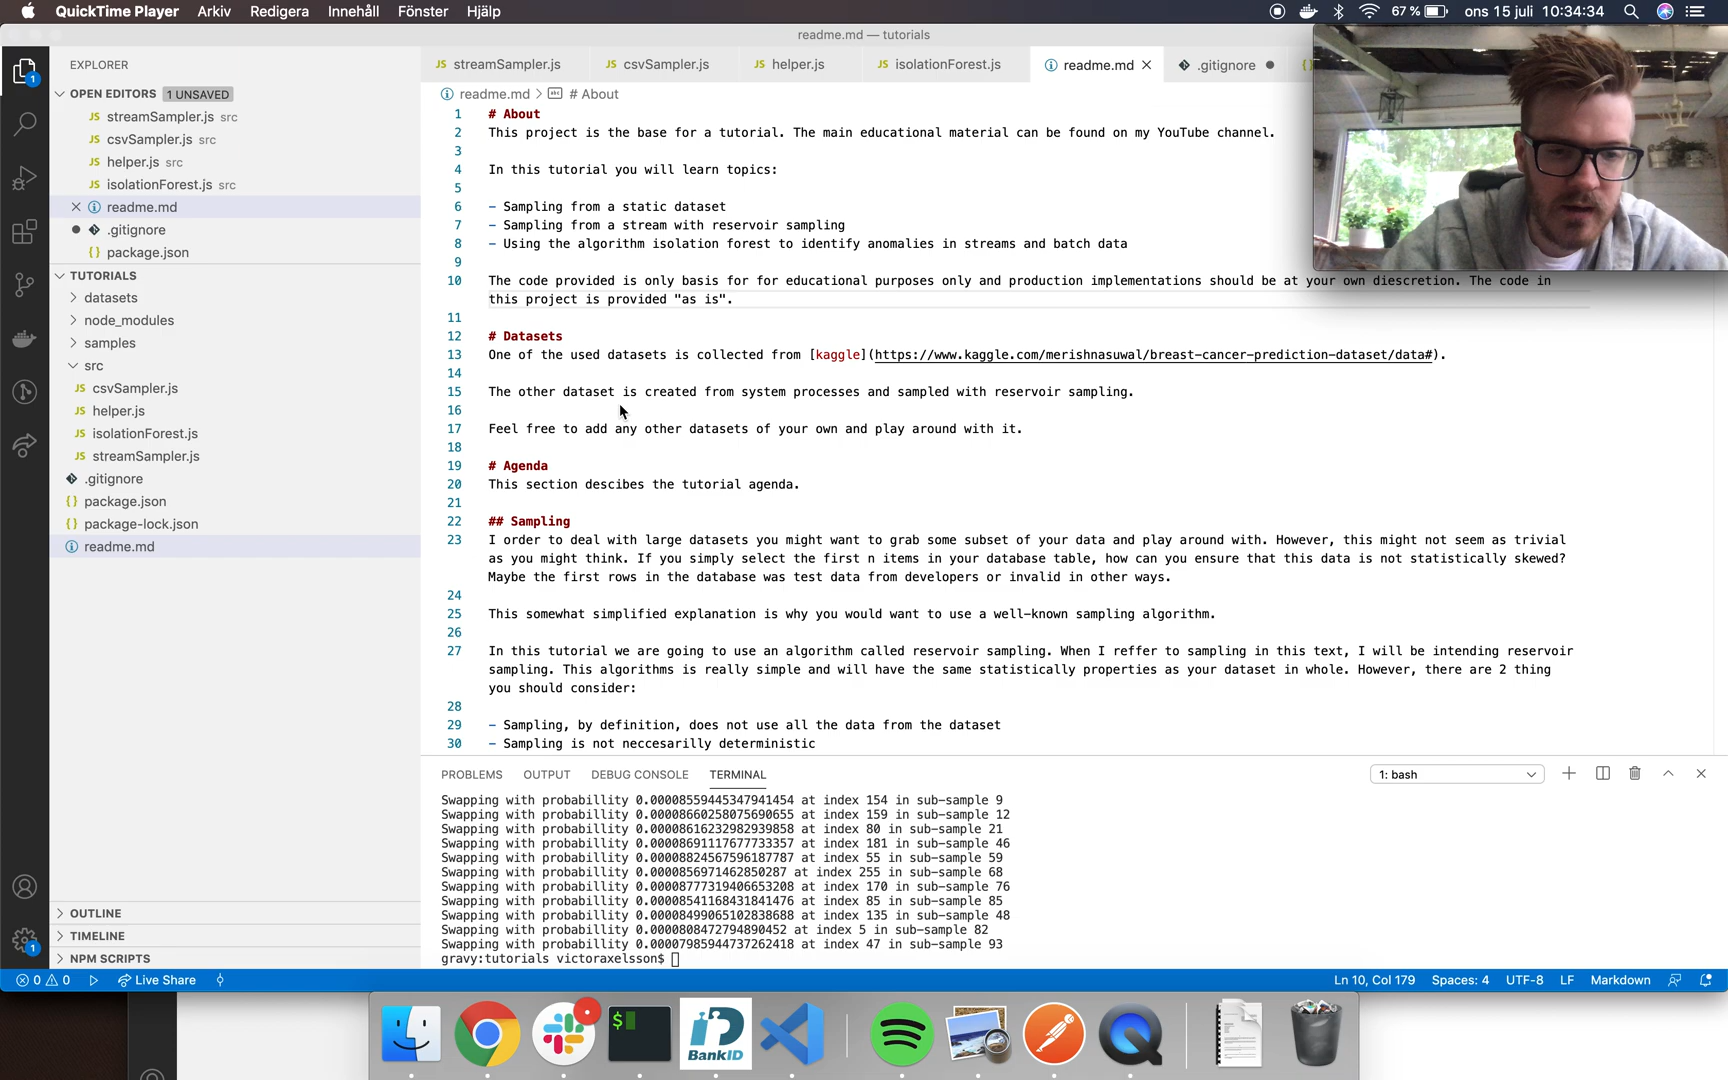 QuickTime Player Arkiv Redigera Innehåll Fönster Hjälp 67 % ons 15 juli 10:34:34
readme.md — tutorials
EXPLORER
OPEN EDITORS 1 UNSAVED
JS streamSampler.js src
JS csvSampler.js src
JS helper.js src
JS isolationForest.js src
readme.md
.gitignore
{} package.json
TUTORIALS
datasets
node_modules
samples
src
JS csvSampler.js
JS helper.js
JS isolationForest.js
JS streamSampler.js
.gitignore
{} package.json
{} package-lock.json
readme.md
OUTLINE
TIMELINE
NPM SCRIPTS
1
1
JS streamSampler.js JS csvSampler.js JS helper.js JS isolationForest.js readme.md .gitignore
readme.md > abc # About
1 # About
2 This project is the base for a tutorial. The main educational material can be found on my YouTube channel.
3
4 In this tutorial you will learn topics:
5
6 - Sampling from a static dataset
7 - Sampling from a stream with reservoir sampling
8 - Using the algorithm isolation forest to identify anomalies in streams and batch data
9
10 The code provided is only basis for for educational purposes only and production implementations should be at your own diescretion. The code in
this project is provided "as is".
11
12 # Datasets
13 One of the used datasets is collected from [kaggle](https://www.kaggle.com/merishnasuwal/breast-cancer-prediction-dataset/data#).
14
15 The other dataset is created from system processes and sampled with reservoir sampling.
16
17 Feel free to add any other datasets of your own and play around with it.
18
19 # Agenda
20 This section descibes the tutorial agenda.
21
22 ## Sampling
23 I order to deal with large datasets you might want to grab some subset of your data and play around with. However, this might not seem as trivial
as you might think. If you simply select the first n items in your database table, how can you ensure that this data is not statistically skewed?
Maybe the first rows in the database was test data from developers or invalid in other ways.
24
25 This somewhat simplified explanation is why you would want to use a well-known sampling algorithm.
26
27 In this tutorial we are going to use an algorithm called reservoir sampling. When I reffer to sampling in this text, I will be intending reservoir
sampling. This algorithms is really simple and will have the same statistically properties as your dataset in whole. However, there are 2 thing
you should consider:
28
29 - Sampling, by definition, does not use all the data from the dataset
30 - Sampling is not neccesarilly deterministic
PROBLEMS OUTPUT DEBUG CONSOLE TERMINAL 1: bash
Swapping with probabillity 0.00008559445347941454 at index 154 in sub-sample 9
Swapping with probabillity 0.00008660258075690655 at index 159 in sub-sample 12
Swapping with probabillity 0.00008616232982939858 at index 80 in sub-sample 21
Swapping with probabillity 0.00008691117677733357 at index 181 in sub-sample 46
Swapping with probabillity 0.00008824567596187787 at index 55 in sub-sample 59
Swapping with probabillity 0.0000856971462850287 at index 255 in sub-sample 68
Swapping with probabillity 0.00008777319406653208 at index 170 in sub-sample 76
Swapping with probabillity 0.00008541168431841476 at index 85 in sub-sample 85
Swapping with probabillity 0.00008499065102838688 at index 135 in sub-sample 48
Swapping with probabillity 0.0000808472794890452 at index 5 in sub-sample 82
Swapping with probabillity 0.00007985944737262418 at index 47 in sub-sample 93
gravy:tutorials victoraxelsson$
0 0 Live Share Ln 10, Col 179 Spaces: 4 UTF-8 LF Markdown
$
BankID